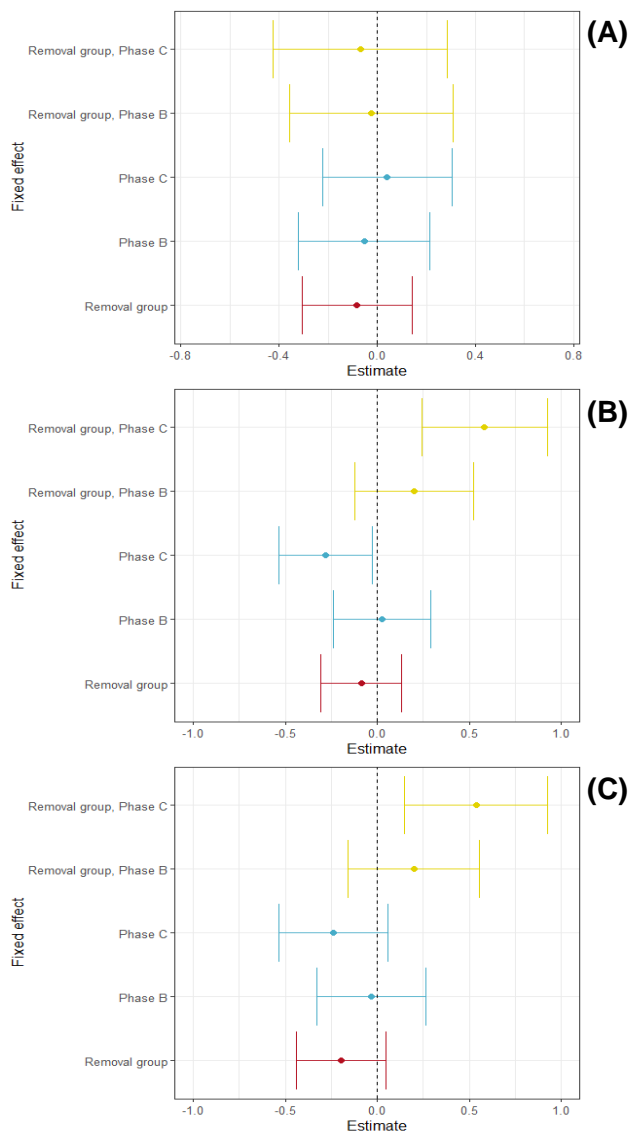 (A)
Removal group, Phase C
Removal group, Phase B
Phase C
Phase B
Removal group
Fixed effect
-0.8 -0.4 0.0 0.4 0.8
Estimate
(B)
Removal group, Phase C
Removal group, Phase B
Phase C
Phase B
Removal group
Fixed effect
-1.0 -0.5 0.0 0.5 1.0
Estimate
(C)
Removal group, Phase C
Removal group, Phase B
Phase C
Phase B
Removal group
Fixed effect
-1.0 -0.5 0.0 0.5 1.0
Estimate